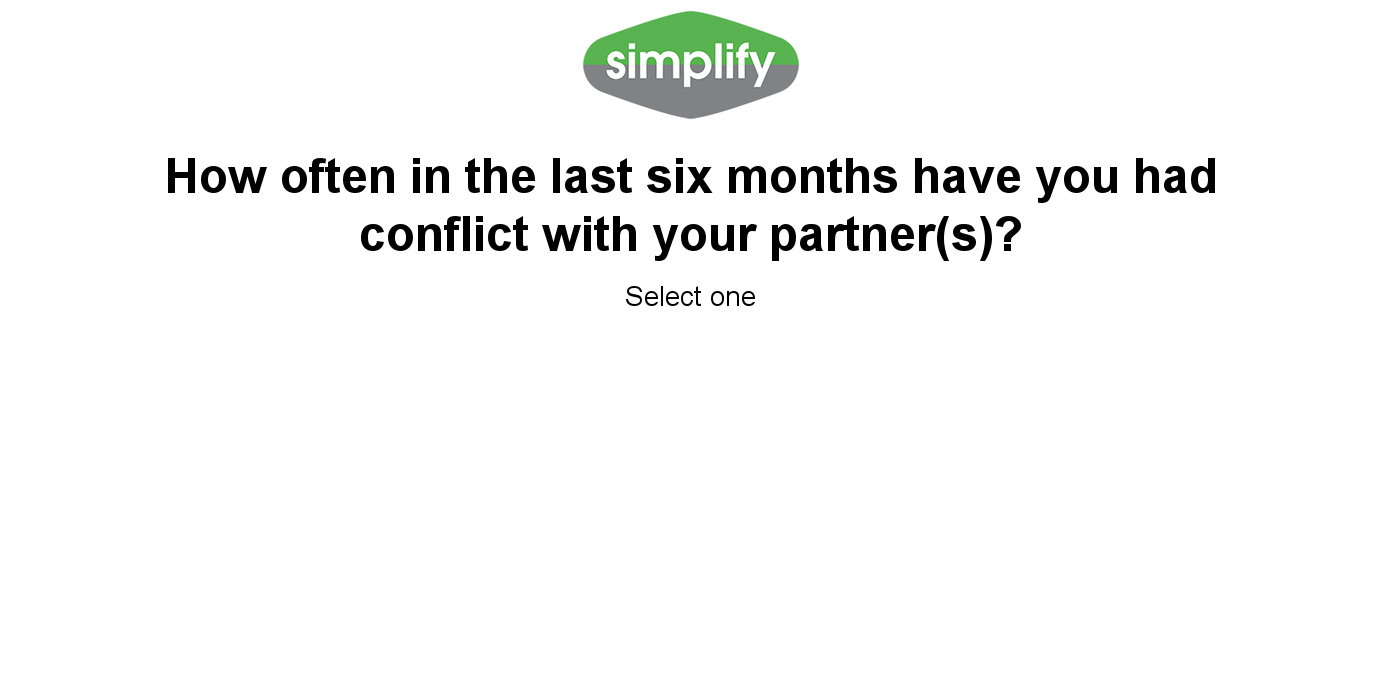 simplify
How often in the last six months have you had
conflict with your partner(s)?
Select one